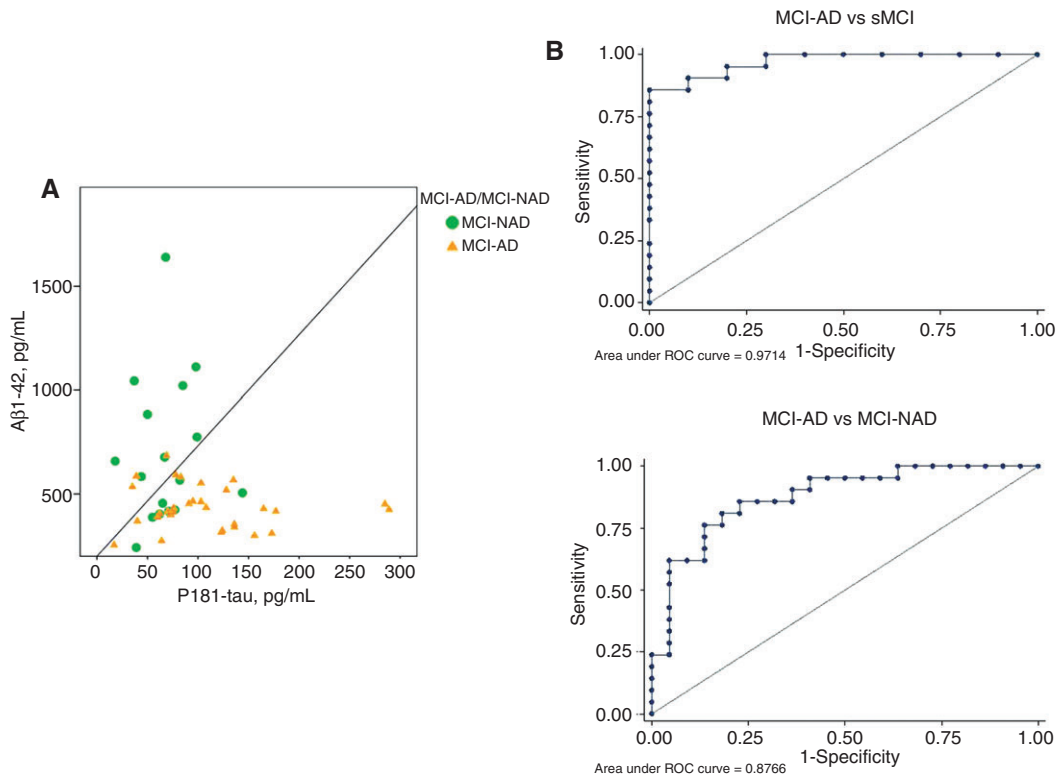 A
MCI-AD/MCI-NAD
MCI-NAD
MCI-AD
Aβ1-42, pg/mL
1500
1000
500
0 50 100 150 200 250 300
P181-tau, pg/mL
B
MCI-AD vs sMCI
Sensitivity
1.00
0.75
0.50
0.25
0.00
0.00 0.25 0.50 0.75 1.00
1-Specificity
Area under ROC curve = 0.9714
MCI-AD vs MCI-NAD
Sensitivity
1.00
0.75
0.50
0.25
0.00
0.00 0.25 0.50 0.75 1.00
1-Specificity
Area under ROC curve = 0.8766